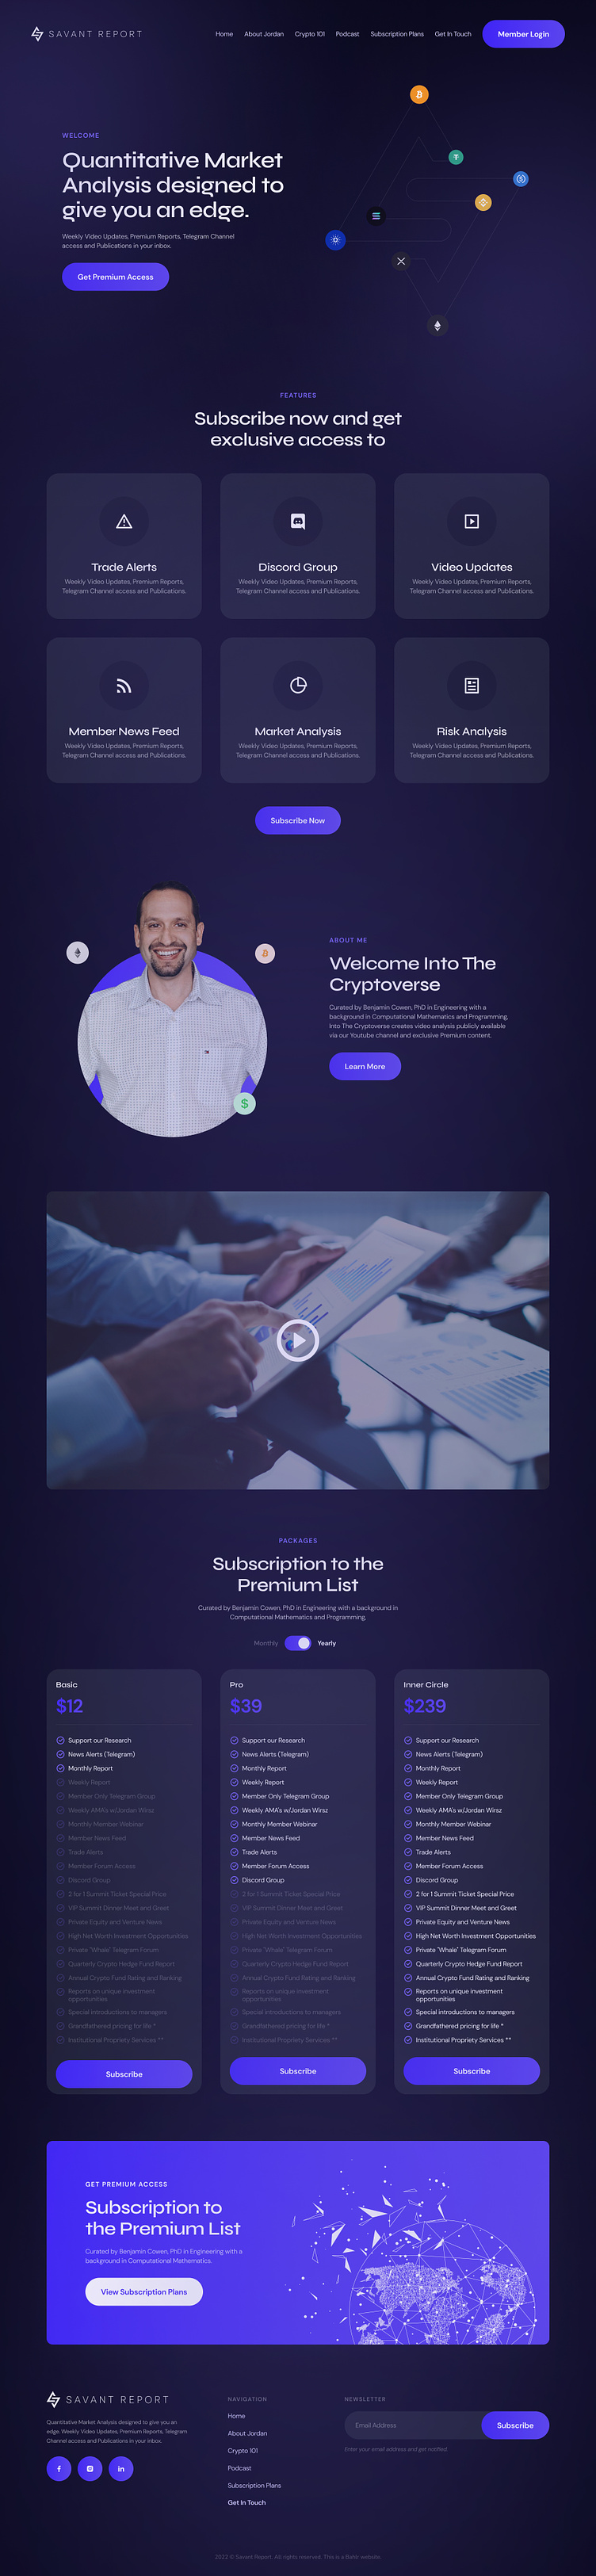 SAVANT REPORT
Home
About Jordan
Crypto 101
Podcast
Subscription Plans
Get In Touch
Member Login
WELCOME
Quantitative Market
Analysis designed to
give you an edge.
Weekly Video Updates, Premium Reports, Telegram Channel
access and Publications in your inbox.
Get Premium Access
FEATURES
Subscribe now and get
exclusive access to
Trade Alerts
Weekly Video Updates, Premium Reports,
Telegram Channel access and Publications.
Discord Group
Weekly Video Updates, Premium Reports,
Telegram Channel access and Publications.
Video Updates
Weekly Video Updates, Premium Reports,
Telegram Channel access and Publications.
Member News Feed
Weekly Video Updates, Premium Reports,
Telegram Channel access and Publications.
Market Analysis
Weekly Video Updates, Premium Reports,
Telegram Channel access and Publications.
Risk Analysis
Weekly Video Updates, Premium Reports,
Telegram Channel access and Publications.
Subscribe Now
ABOUT ME
Welcome Into The
Cryptoverse
Curated by Benjamin Cowen, PhD in Engineering with a
background in Computational Mathematics and Programming,
Into The Cryptoverse creates video analysis publicly available
via our Youtube channel and exclusive Premium content.
Learn More
PACKAGES
Subscription to the
Premium List
Curated by Benjamin Cowen, PhD in Engineering with a background in
Computational Mathematics and Programming,
Monthly
Yearly
Basic
$12
Support our Research
News Alerts (Telegram)
Monthly Report
Weekly Report
Member Only Telegram Group
Weekly AMA's w/Jordan Wirsz
Monthly Member Webinar
Member News Feed
Trade Alerts
Member Forum Access
Discord Group
2 for 1 Summit Ticket Special Price
VIP Summit Dinner Meet and Greet
Private Equity and Venture News
High Net Worth Investment Opportunities
Private "Whale" Telegram Forum
Quarterly Crypto Hedge Fund Report
Annual Crypto Fund Rating and Ranking
Reports on unique investment
opportunities
Special introductions to managers
Grandfathered pricing for life *
Institutional Propriety Services **
Subscribe
Pro
$39
Support our Research
News Alerts (Telegram)
Monthly Report
Weekly Report
Member Only Telegram Group
Weekly AMA's w/Jordan Wirsz
Monthly Member Webinar
Member News Feed
Trade Alerts
Member Forum Access
Discord Group
2 for 1 Summit Ticket Special Price
VIP Summit Dinner Meet and Greet
Private Equity and Venture News
High Net Worth Investment Opportunities
Private "Whale" Telegram Forum
Quarterly Crypto Hedge Fund Report
Annual Crypto Fund Rating and Ranking
Reports on unique investment
opportunities
Special introductions to managers
Grandfathered pricing for life *
Institutional Propriety Services **
Subscribe
Inner Circle
$239
Support our Research
News Alerts (Telegram)
Monthly Report
Weekly Report
Member Only Telegram Group
Weekly AMA's w/Jordan Wirsz
Monthly Member Webinar
Member News Feed
Trade Alerts
Member Forum Access
Discord Group
2 for 1 Summit Ticket Special Price
VIP Summit Dinner Meet and Greet
Private Equity and Venture News
High Net Worth Investment Opportunities
Private "Whale" Telegram Forum
Quarterly Crypto Hedge Fund Report
Annual Crypto Fund Rating and Ranking
Reports on unique investment
opportunities
Special introductions to managers
Grandfathered pricing for life *
Institutional Propriety Services **
Subscribe
GET PREMIUM ACCESS
Subscription to
the Premium List
Curated by Benjamin Cowen, PhD in Engineering with a
background in Computational Mathematics.
View Subscription Plans
SAVANT REPORT
Quantitative Market Analysis designed to give you an
edge. Weekly Video Updates, Premium Reports, Telegram
Channel access and Publications in your inbox.
NAVIGATION
Home
About Jordan
Crypto 101
Podcast
Subscription Plans
Get In Touch
NEWSLETTER
Email Address
Subscribe
Enter your email address and get notified.
2022 © Savant Report. All rights reserved. This is a Bahlr website.